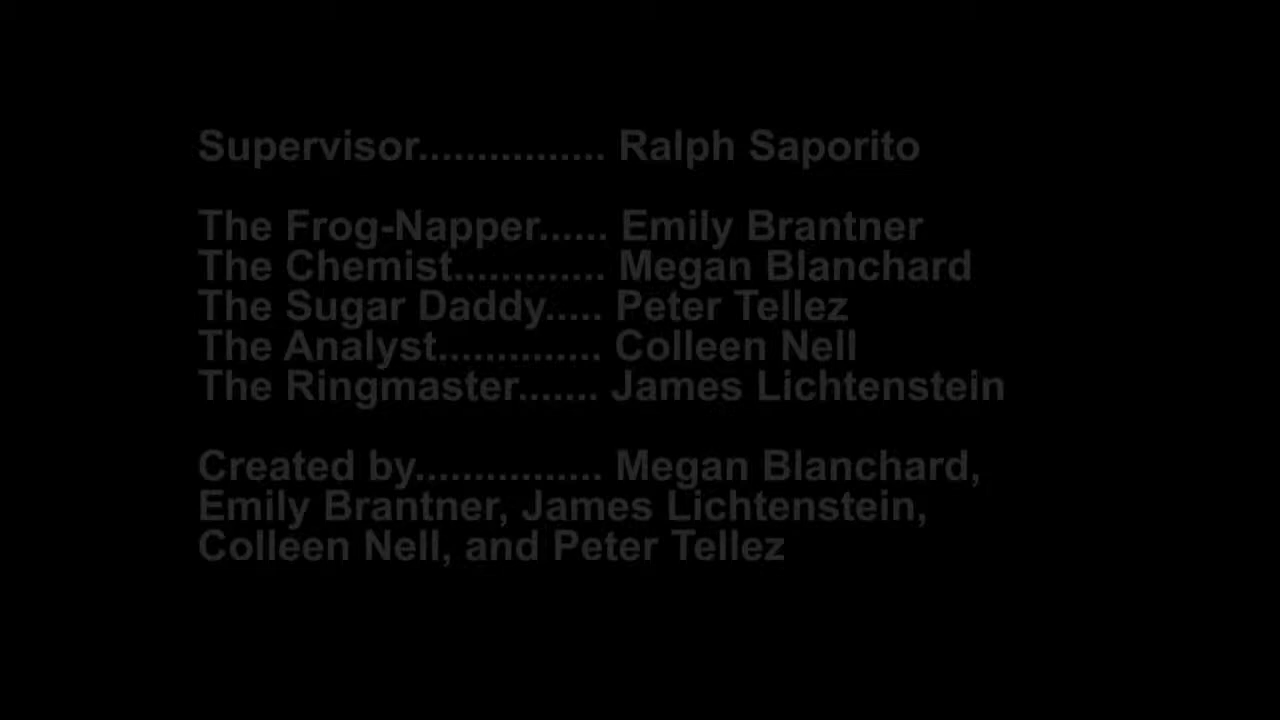 Supervisor................ Ralph Saporito
The Frog-Napper...... Emily Brantner
The Chemist............. Megan Blanchard
The Sugar Daddy..... Peter Tellez
The Analyst.............. Colleen Nell
The Ringmaster....... James Lichtenstein
Created by................ Megan Blanchard,
Emily Brantner, James Lichtenstein,
Colleen Nell, and Peter Tellez